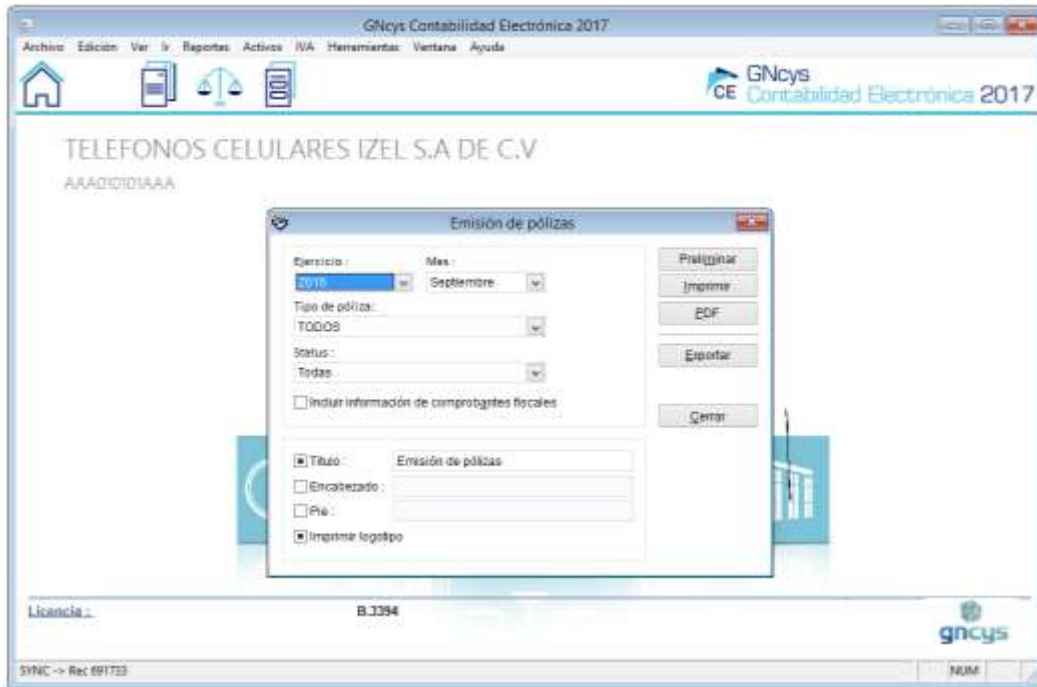 GNcys Contabilidad Electrónica 2017
Archivo Edición Ver Ir Reportes Activos IVA Herramientas Ventana Ayuda
CE GNcys
Contabilidad Electrónica 2017
TELEFONOS CELULARES IZEL S.A DE C.V
AAA010101AAA
Emisión de pólizas
Ejercicio : Mes :
Septiembre
Tipo de póliza:
TODOS
Status :
Todas
Incluir información de comprobantes fiscales
Preliminar
Imprimir
PDF
Exportar
Cerrar
Título : Emisión de pólizas
Encabezado :
Pie :
Imprimir logotipo
Licencia : B.3394
gncys
SYNC -> Rec 691733 NUM